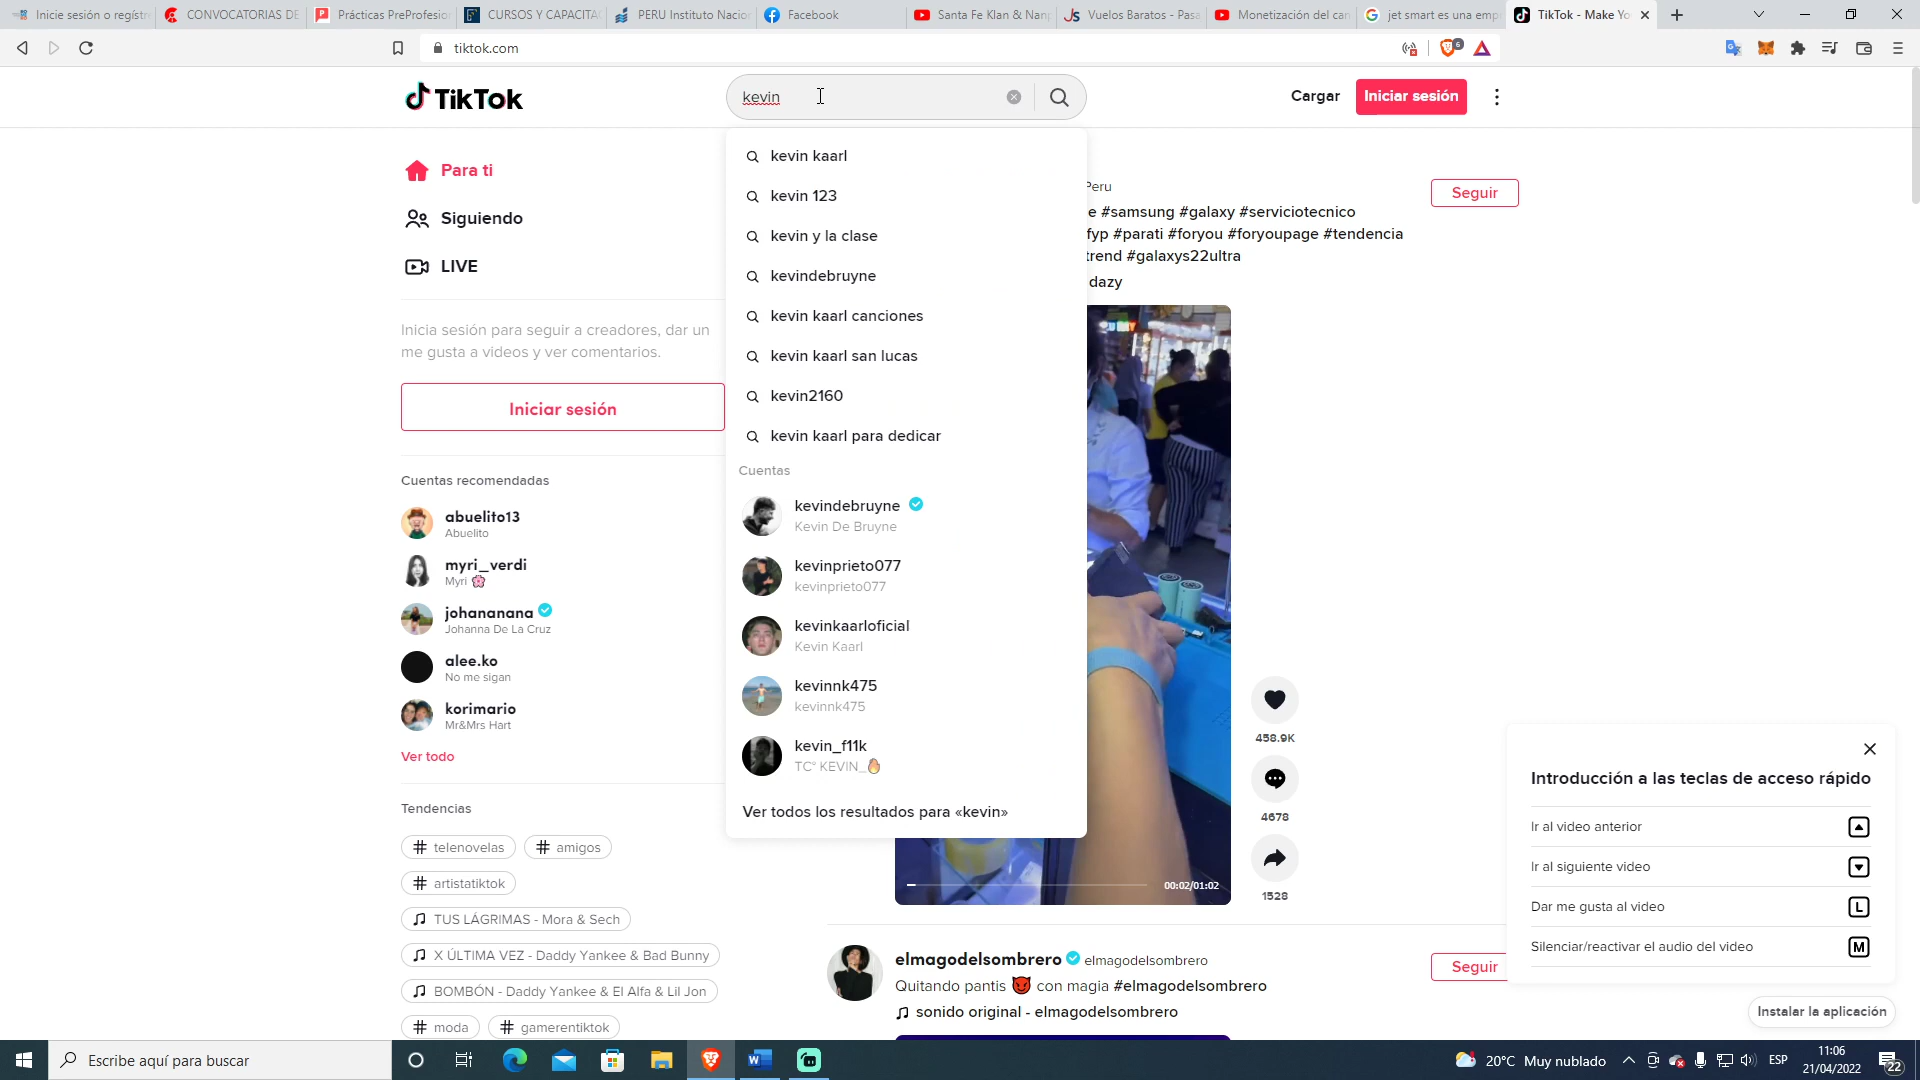 Inicie sesión o regístr
CONVOCATORIAS DE
Prácticas PreProfesion
CURSOS Y CAPACITA
PERU Instituto Nacion
Facebook
Santa Fe Klan & Nanp
Vuelos Baratos - Pasa
Monetización del can
jet smart es una emp
TikTok - Make Yo
tiktok.com
6
TikTok
kevin
Cargar
Iniciar sesión
Para ti
Siguiendo
LIVE
Inicia sesión para seguir a creadores, dar un
me gusta a videos y ver comentarios.
Iniciar sesión
Cuentas recomendadas
abuelito13
Abuelito
myri_verdi
Myri 🌸
johananana
Johanna De La Cruz
alee.ko
No me sigan
korimario
Mr&Mrs Hart
Ver todo
Tendencias
# telenovelas
# amigos
# artistatiktok
TUS LÁGRIMAS - Mora & Sech
X ÚLTIMA VEZ - Daddy Yankee & Bad Bunny
BOMBÓN - Daddy Yankee & El Alfa & Lil Jon
# moda
# gamerentiktok
kevin kaarl
kevin 123
kevin y la clase
kevindebruyne
kevin kaarl canciones
kevin kaarl san lucas
kevin2160
kevin kaarl para dedicar
Cuentas
kevindebruyne
Kevin De Bruyne
kevinprieto077
kevinprieto077
kevinkaarloficial
Kevin Kaarl
kevinnk475
kevinnk475
kevin_f11k
TC° KEVIN_🔥
Ver todos los resultados para «kevin»
Peru
e #samsung #galaxy #serviciotecnico
fyp #parati #foryou #foryoupage #tendencia
trend #galaxys22ultra
dazy
Seguir
458.9K
4678
1528
00:02/01:02
elmagodelsombrero elmagodelsombrero
Quitando pantis 😈 con magia #elmagodelsombrero
sonido original - elmagodelsombrero
Seguir
Introducción a las teclas de acceso rápido
Ir al video anterior
Ir al siguiente video
Dar me gusta al video L
Silenciar/reactivar el audio del video M
Instalar la aplicación
Escribe aquí para buscar
20°C Muy nublado
ESP
11:06
21/04/2022
22